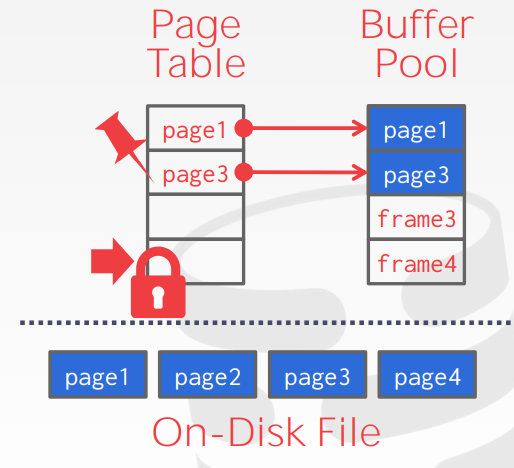 Page
Table
Buffer
Pool
page1
page3
page1
page3
frame3
frame4
page1 page2 page3 page4
On-Disk File